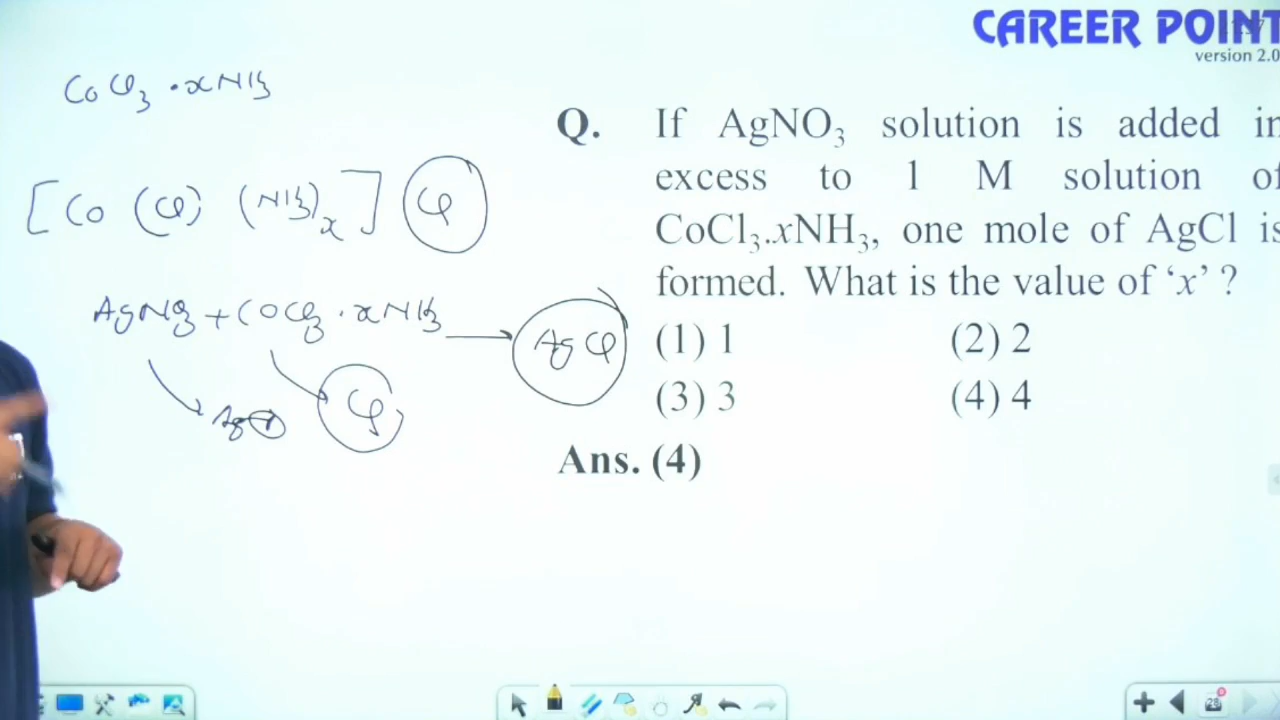 CAREER POINT
version 2.0
CoCl3 . xNH3
[Co (Cl) (NH3)x] Cl
AgNO3 + COCl3 . xNH3 → AgCl
Ag+ Cl
Q. If AgNO₃ solution is added in
excess to 1 M solution of
CoCl₃.xNH₃, one mole of AgCl is
formed. What is the value of ‘x’ ?
(1) 1 (2) 2
(3) 3 (4) 4
Ans. (4)